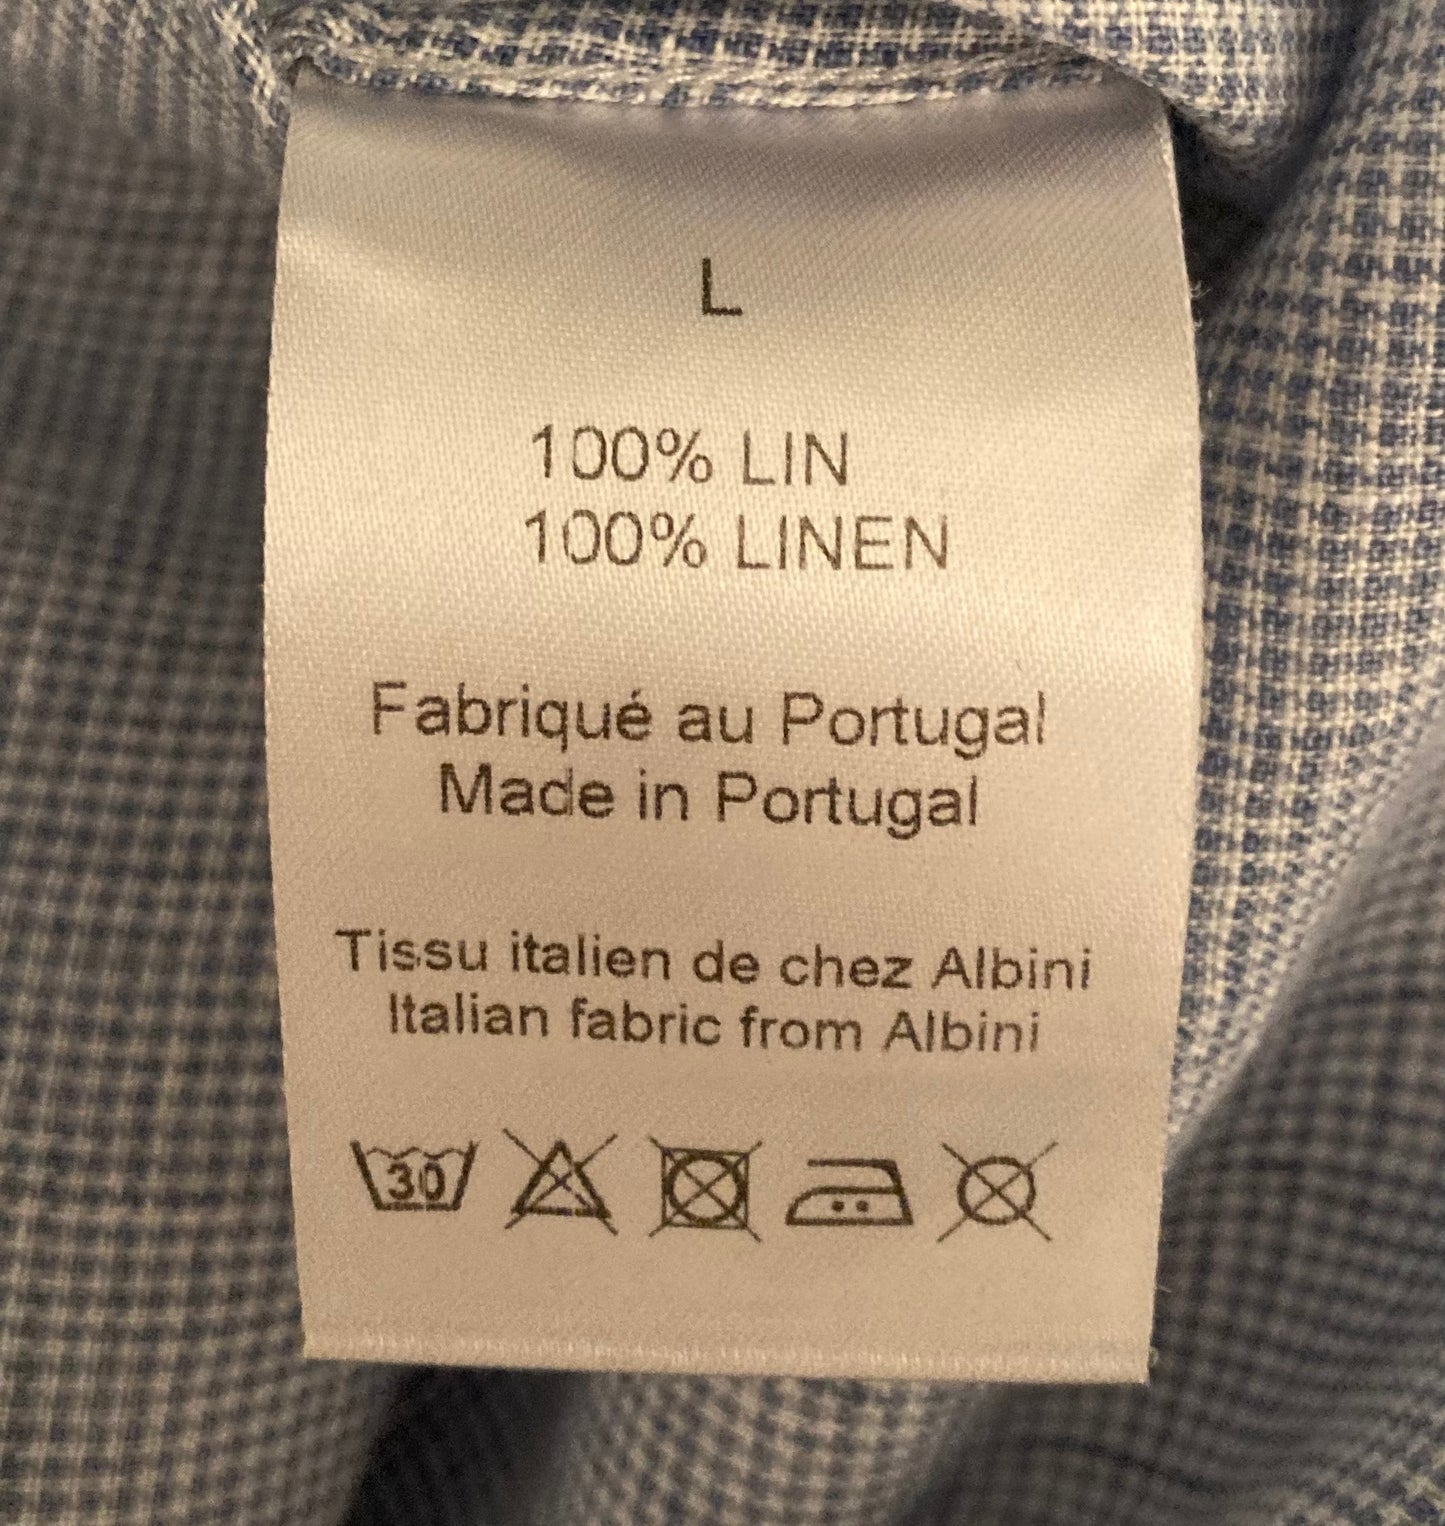 L
100% LIN
100% LINEN
Fabriqué au Portugal
Made in Portugal
Tissu italien de chez Albini
Italian fabric from Albini
30